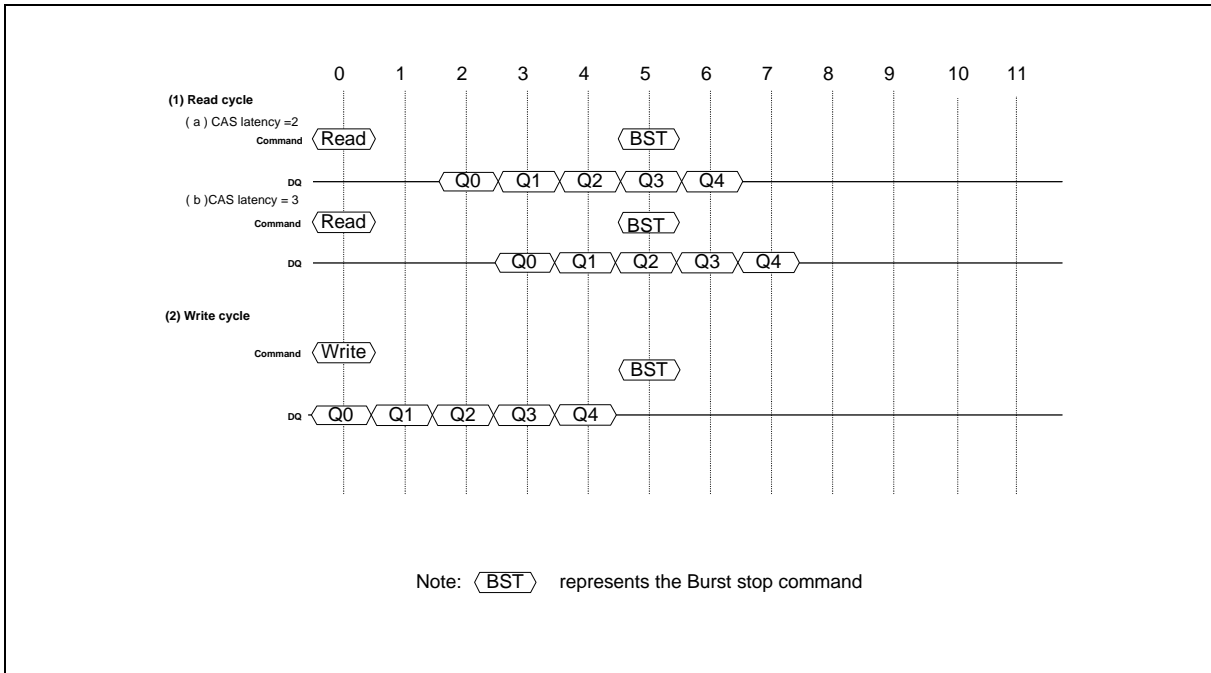 0 1 2 3 4 5 6 7 8 9 10 11
(1) Read cycle
( a ) CAS latency =2
Command Read BST
DQ Q0 Q1 Q2 Q3 Q4
( b )CAS latency = 3
Command Read BST
DQ Q0 Q1 Q2 Q3 Q4
(2) Write cycle
Command Write BST
DQ Q0 Q1 Q2 Q3 Q4
Note: BST represents the Burst stop command